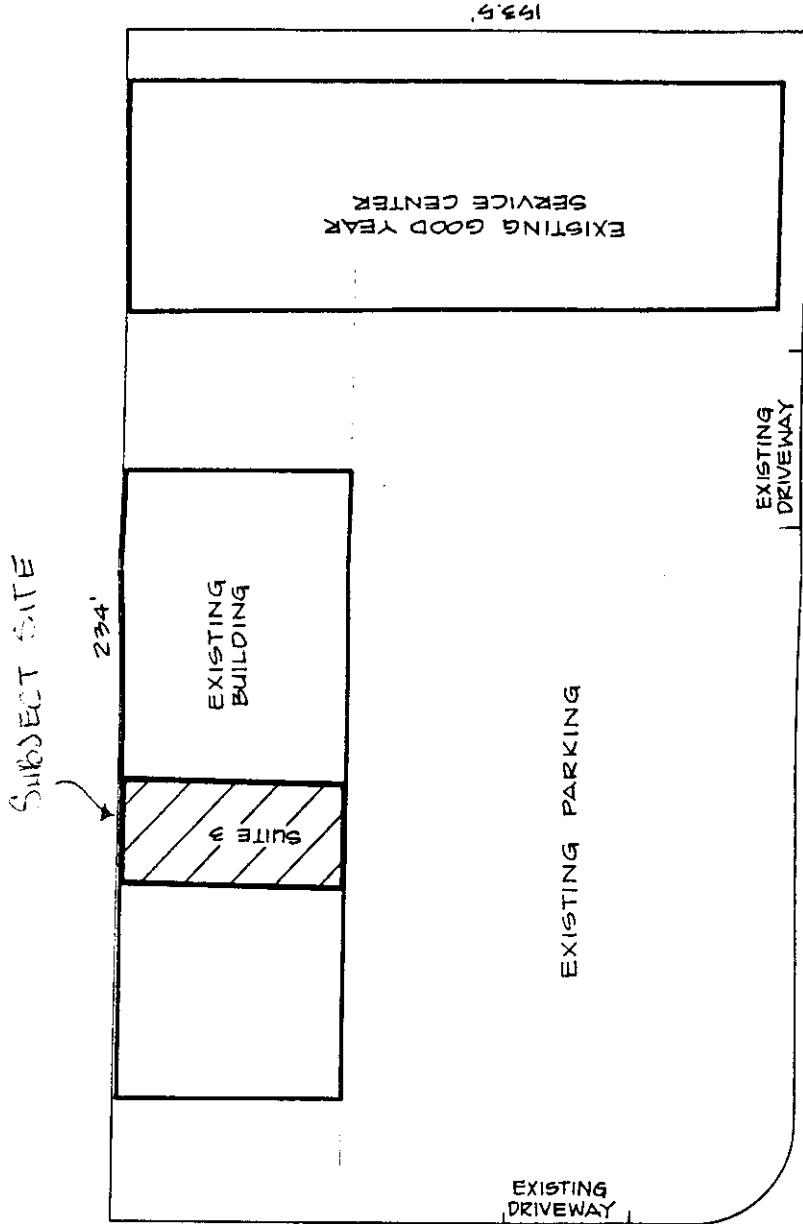 SUBJECT SITE
234'
153.5'
EXISTING GOOD YEAR
SERVICE CENTER
EXISTING
BUILDING
SUITE 3
EXISTING PARKING
EXISTING
DRIVEWAY
EXISTING
DRIVEWAY